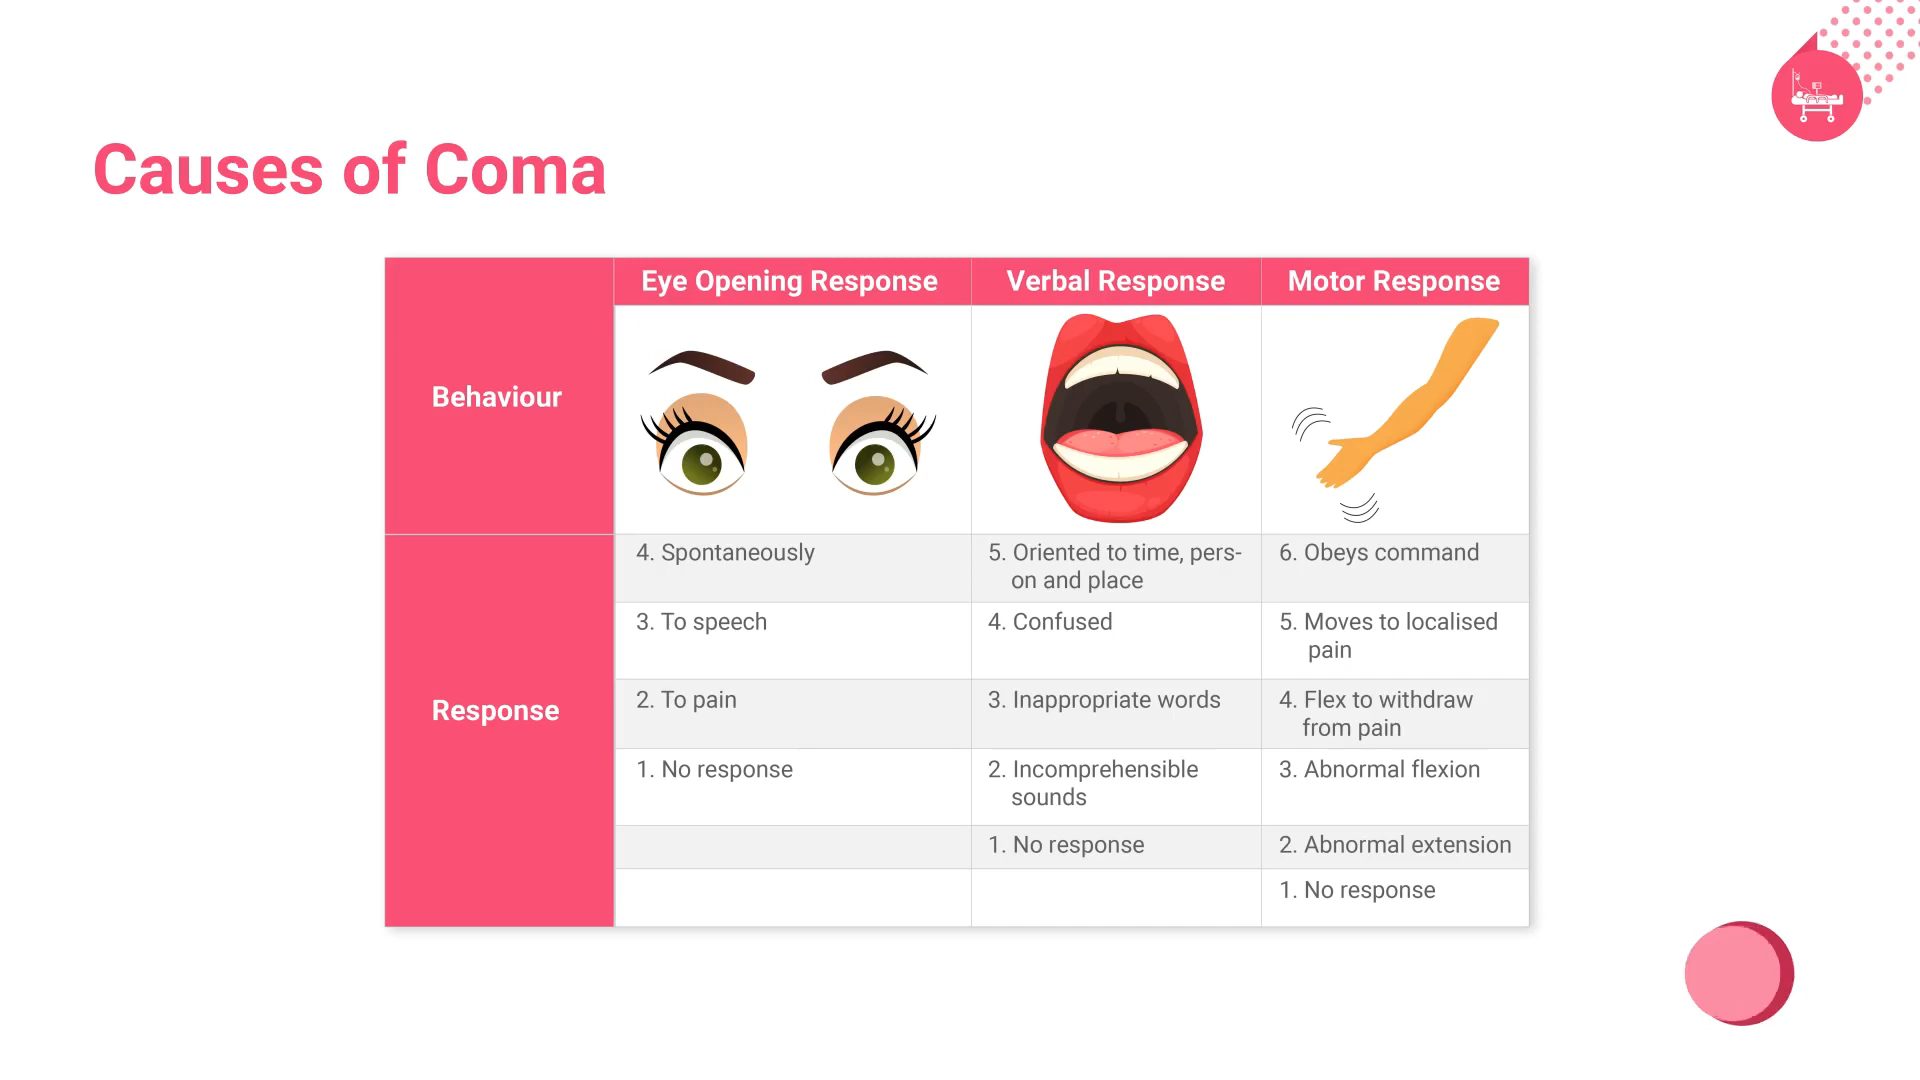 Causes of Coma
Eye Opening Response
Verbal Response
Motor Response
Behaviour
Response
4. Spontaneously
5. Oriented to time, pers-
on and place
6. Obeys command
3. To speech
4. Confused
5. Moves to localised
pain
2. To pain
3. Inappropriate words
4. Flex to withdraw
from pain
1. No response
2. Incomprehensible
sounds
3. Abnormal flexion
1. No response
2. Abnormal extension
1. No response